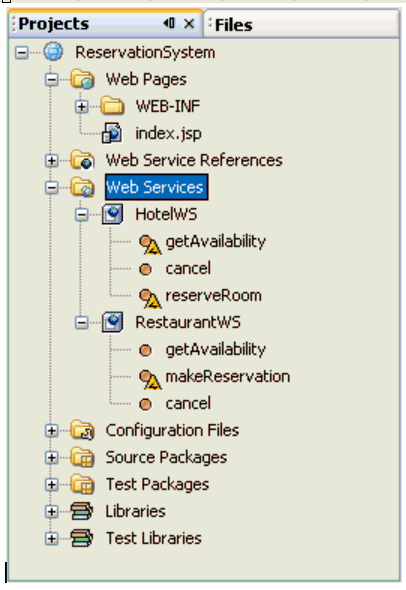 Projects Files
ReservationSystem
Web Pages
WEB-INF
index.jsp
Web Service References
Web Services
HotelWS
getAvailability
cancel
reserveRoom
RestaurantWS
getAvailability
makeReservation
cancel
Configuration Files
Source Packages
Test Packages
Libraries
Test Libraries